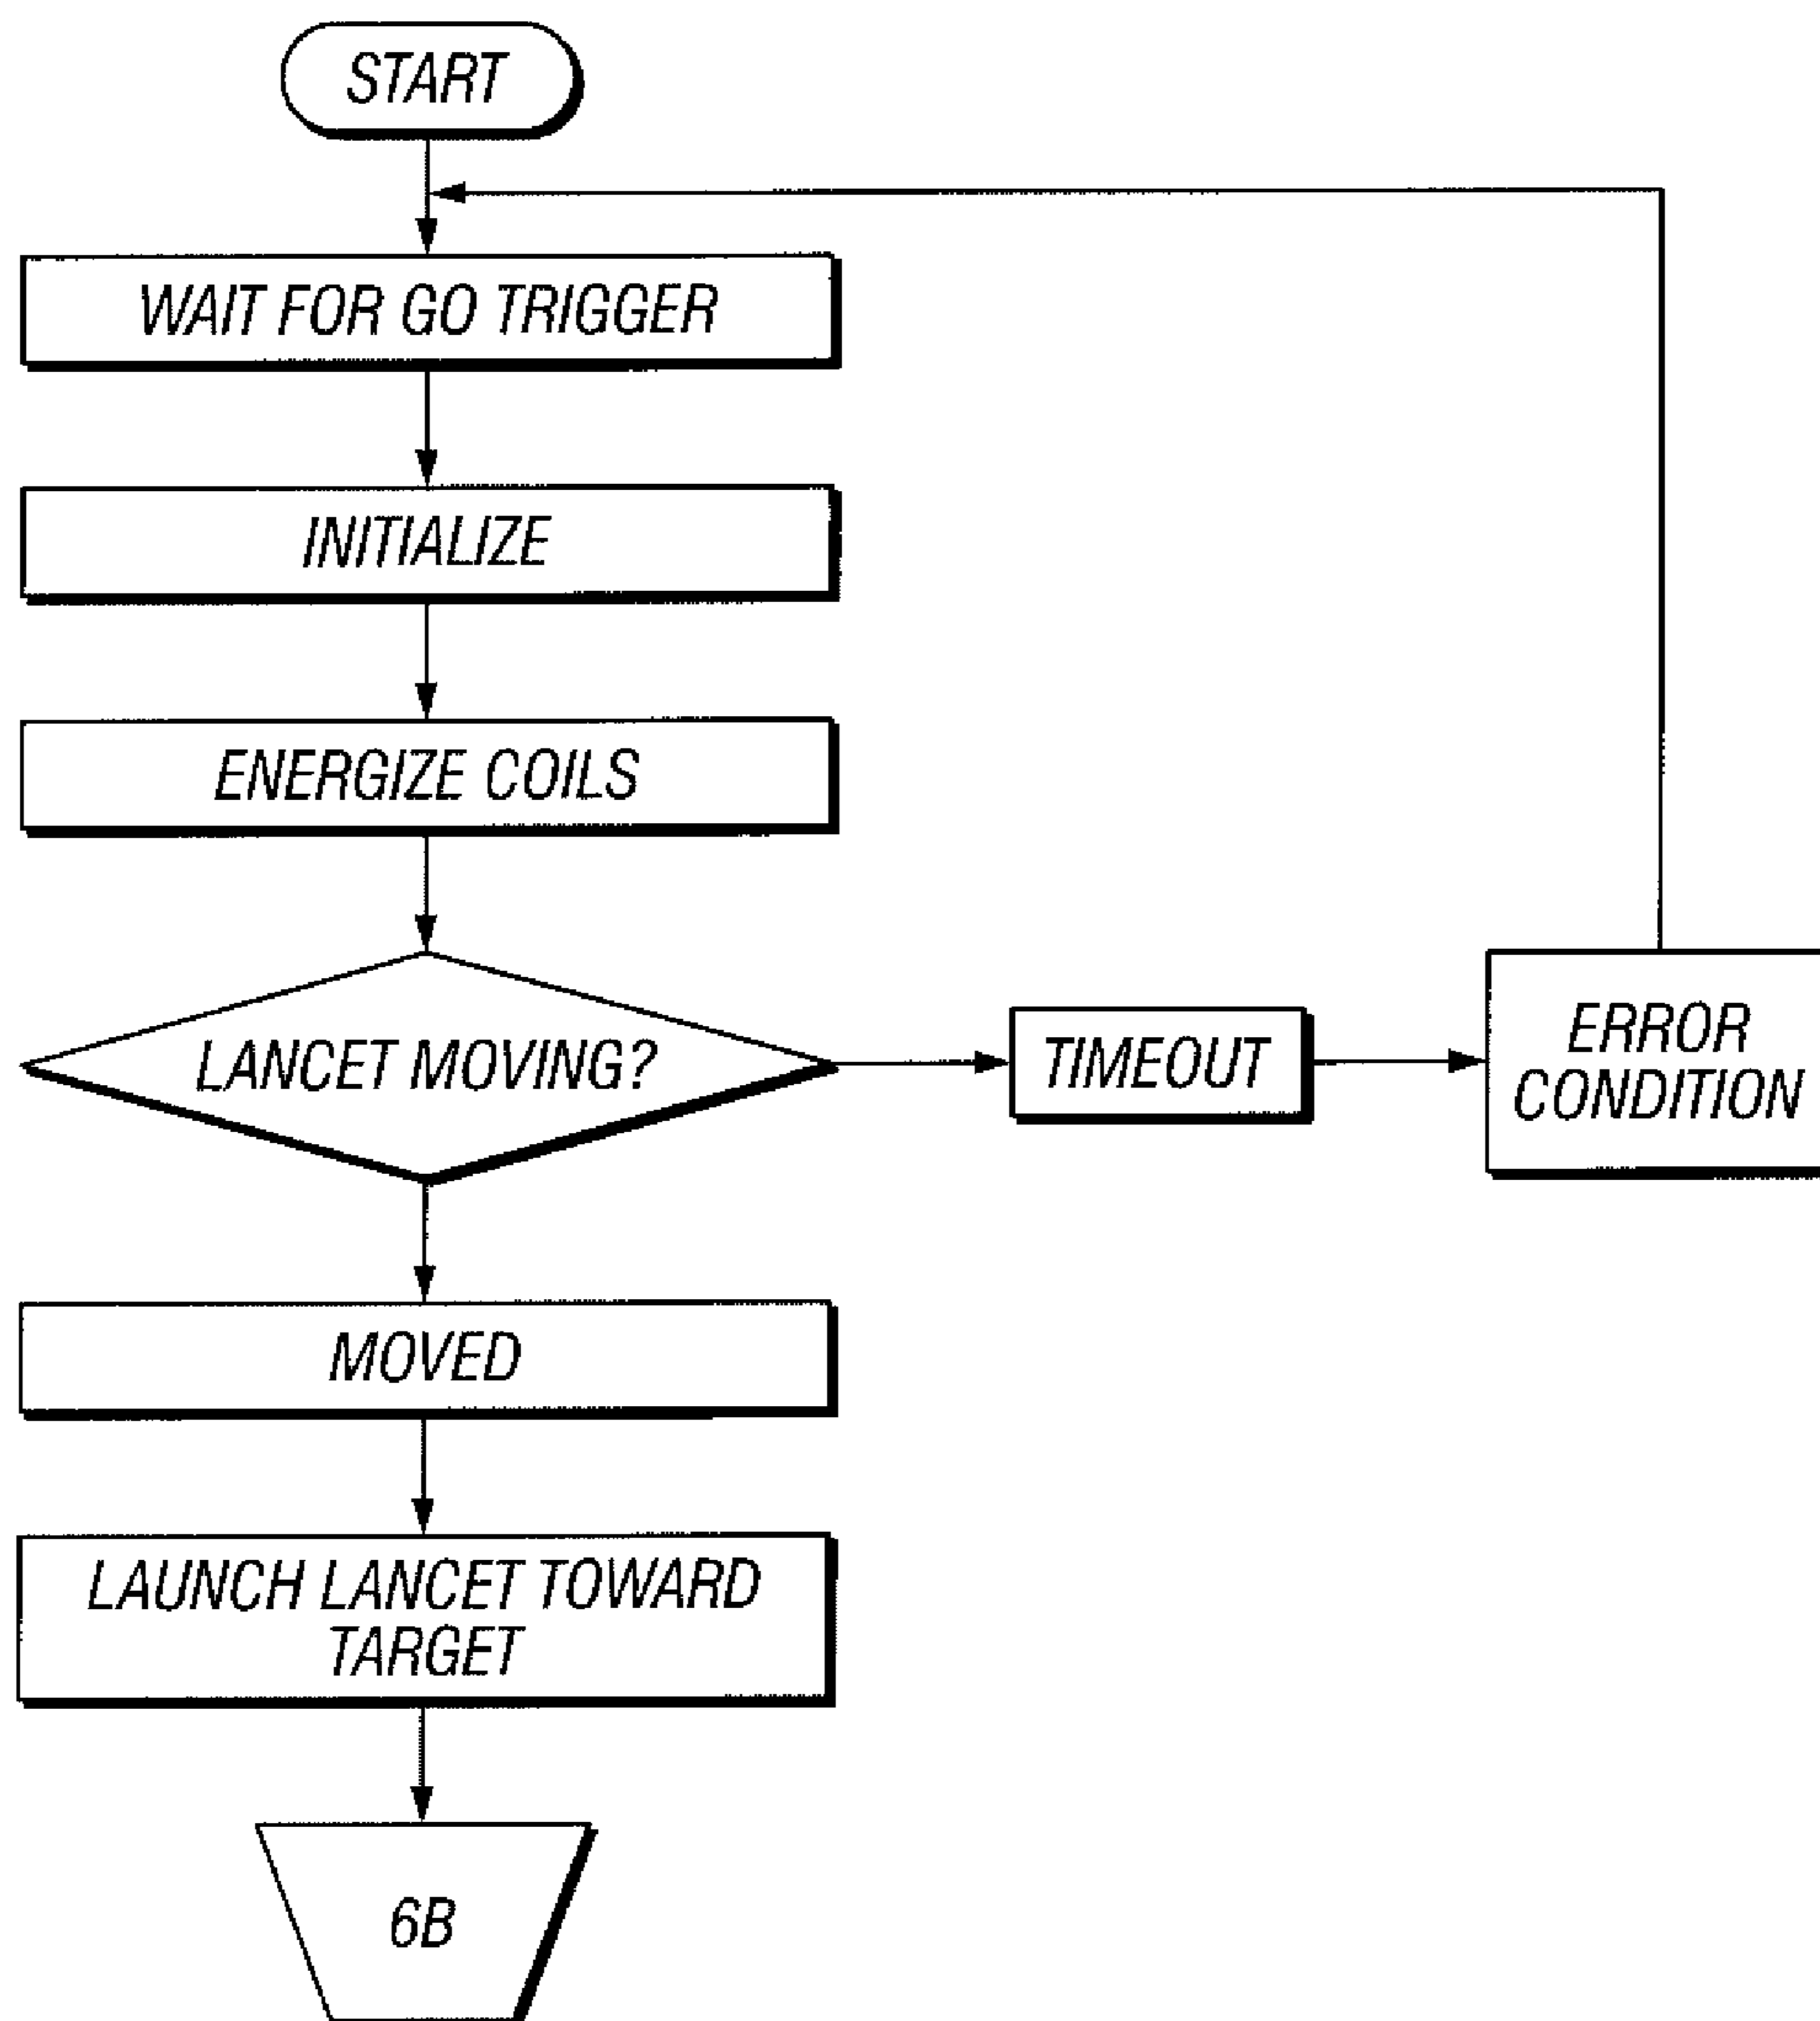 START
WAIT FOR GO TRIGGER
INITIALIZE
ENERGIZE COILS
LANCET MOVING?
TIMEOUT
ERROR
CONDITION
MOVED
LAUNCH LANCET TOWARD
TARGET
6B